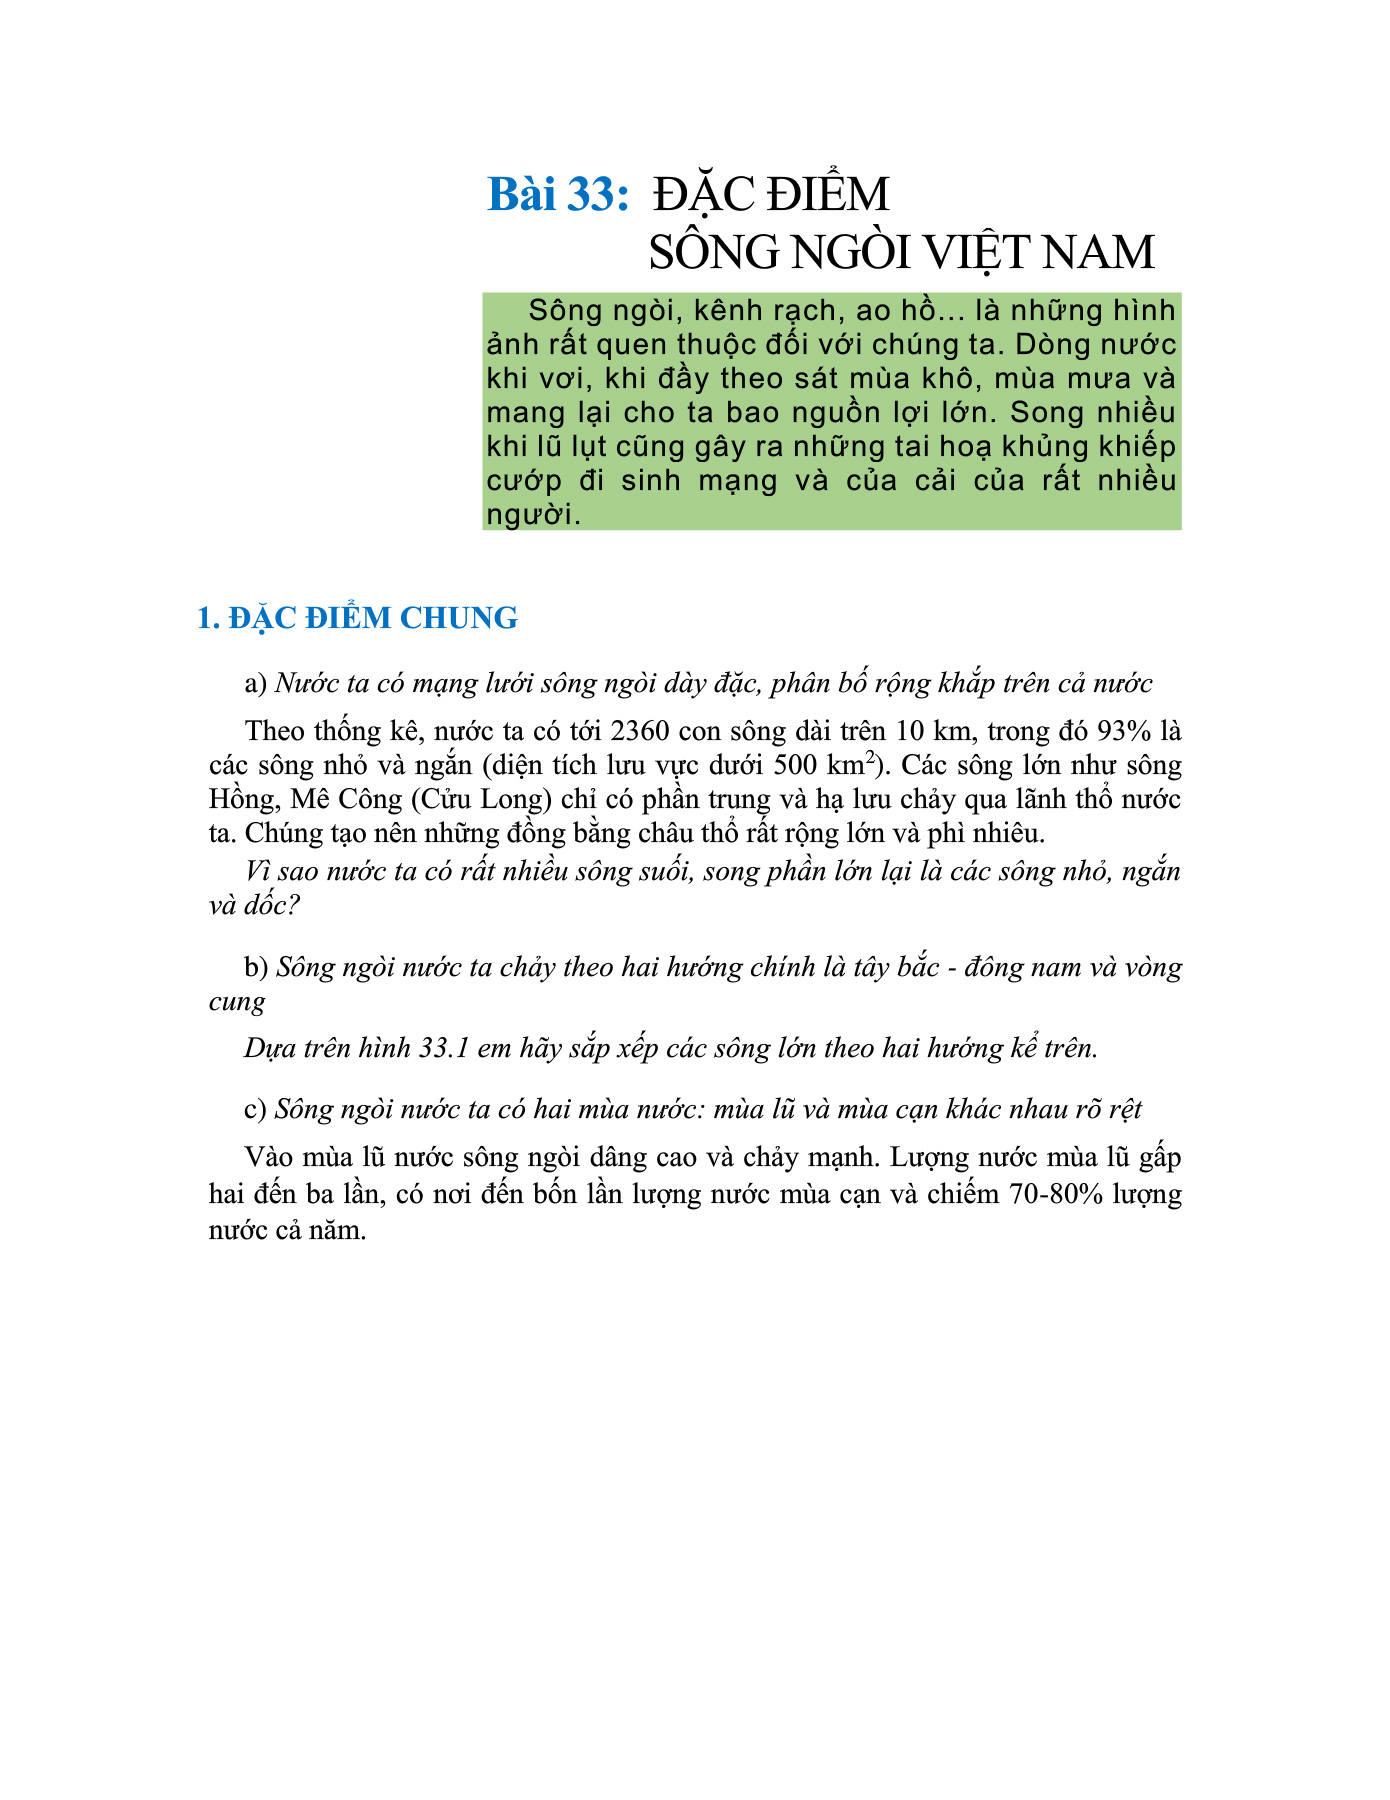 Bài 33: ĐẶC ĐIỂM
SÔNG NGÒI VIỆT NAM
Sông ngòi, kênh rạch, ao hồ... là những hình
ảnh rất quen thuộc đối với chúng ta. Dòng nước
khi vơi, khi đầy theo sát mùa khô, mùa mưa và
mang lại cho ta bao nguồn lợi lớn. Song nhiều
khi lũ lụt cũng gây ra những tai hoạ khủng khiếp
cướp đi sinh mạng và của cải của rất nhiều
người.
1. ĐẶC ĐIỂM CHUNG
a) Nước ta có mạng lưới sông ngòi dày đặc, phân bố rộng khắp trên cả nước
Theo thống kê, nước ta có tới 2360 con sông dài trên 10 km, trong đó 93% là
các sông nhỏ và ngắn (diện tích lưu vực dưới 500 km²). Các sông lớn như sông
Hồng, Mê Công (Cửu Long) chỉ có phần trung và hạ lưu chảy qua lãnh thổ nước
ta. Chúng tạo nên những đồng bằng châu thổ rất rộng lớn và phì nhiêu.
Vì sao nước ta có rất nhiều sông suối, song phần lớn lại là các sông nhỏ, ngắn
và dốc?
b) Sông ngòi nước ta chảy theo hai hướng chính là tây bắc - đông nam và vòng
cung
Dựa trên hình 33.1 em hãy sắp xếp các sông lớn theo hai hướng kể trên.
c) Sông ngòi nước ta có hai mùa nước: mùa lũ và mùa cạn khác nhau rõ rệt
Vào mùa lũ nước sông ngòi dâng cao và chảy mạnh. Lượng nước mùa lũ gấp
hai đến ba lần, có nơi đến bốn lần lượng nước mùa cạn và chiếm 70-80% lượng
nước cả năm.